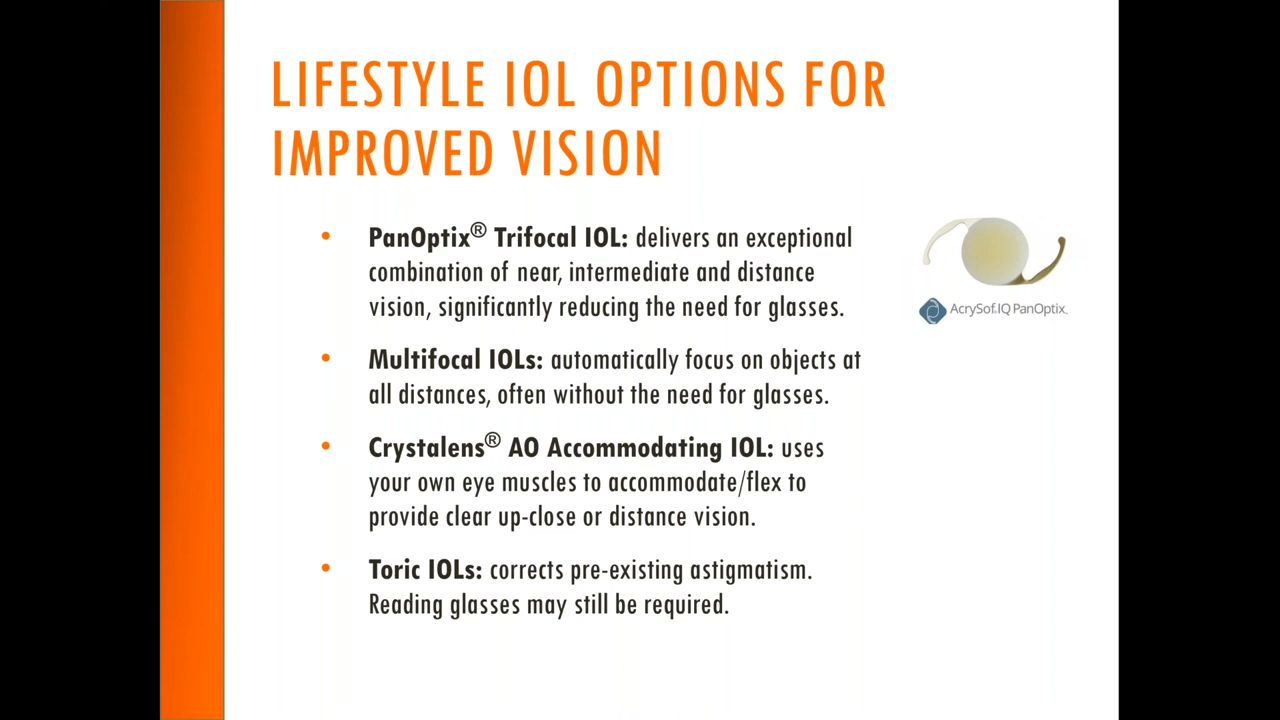 LIFESTYLE IOL OPTIONS FOR
IMPROVED VISION
• PanOptix® Trifocal IOL: delivers an exceptional
combination of near, intermediate and distance
vision, significantly reducing the need for glasses.
AcrySof IQ PanOptix
• Multifocal IOLs: automatically focus on objects at
all distances, often without the need for glasses.
• Crystalens® AO Accommodating IOL: uses
your own eye muscles to accommodate/flex to
provide clear up-close or distance vision.
• Toric IOLs: corrects pre-existing astigmatism.
Reading glasses may still be required.